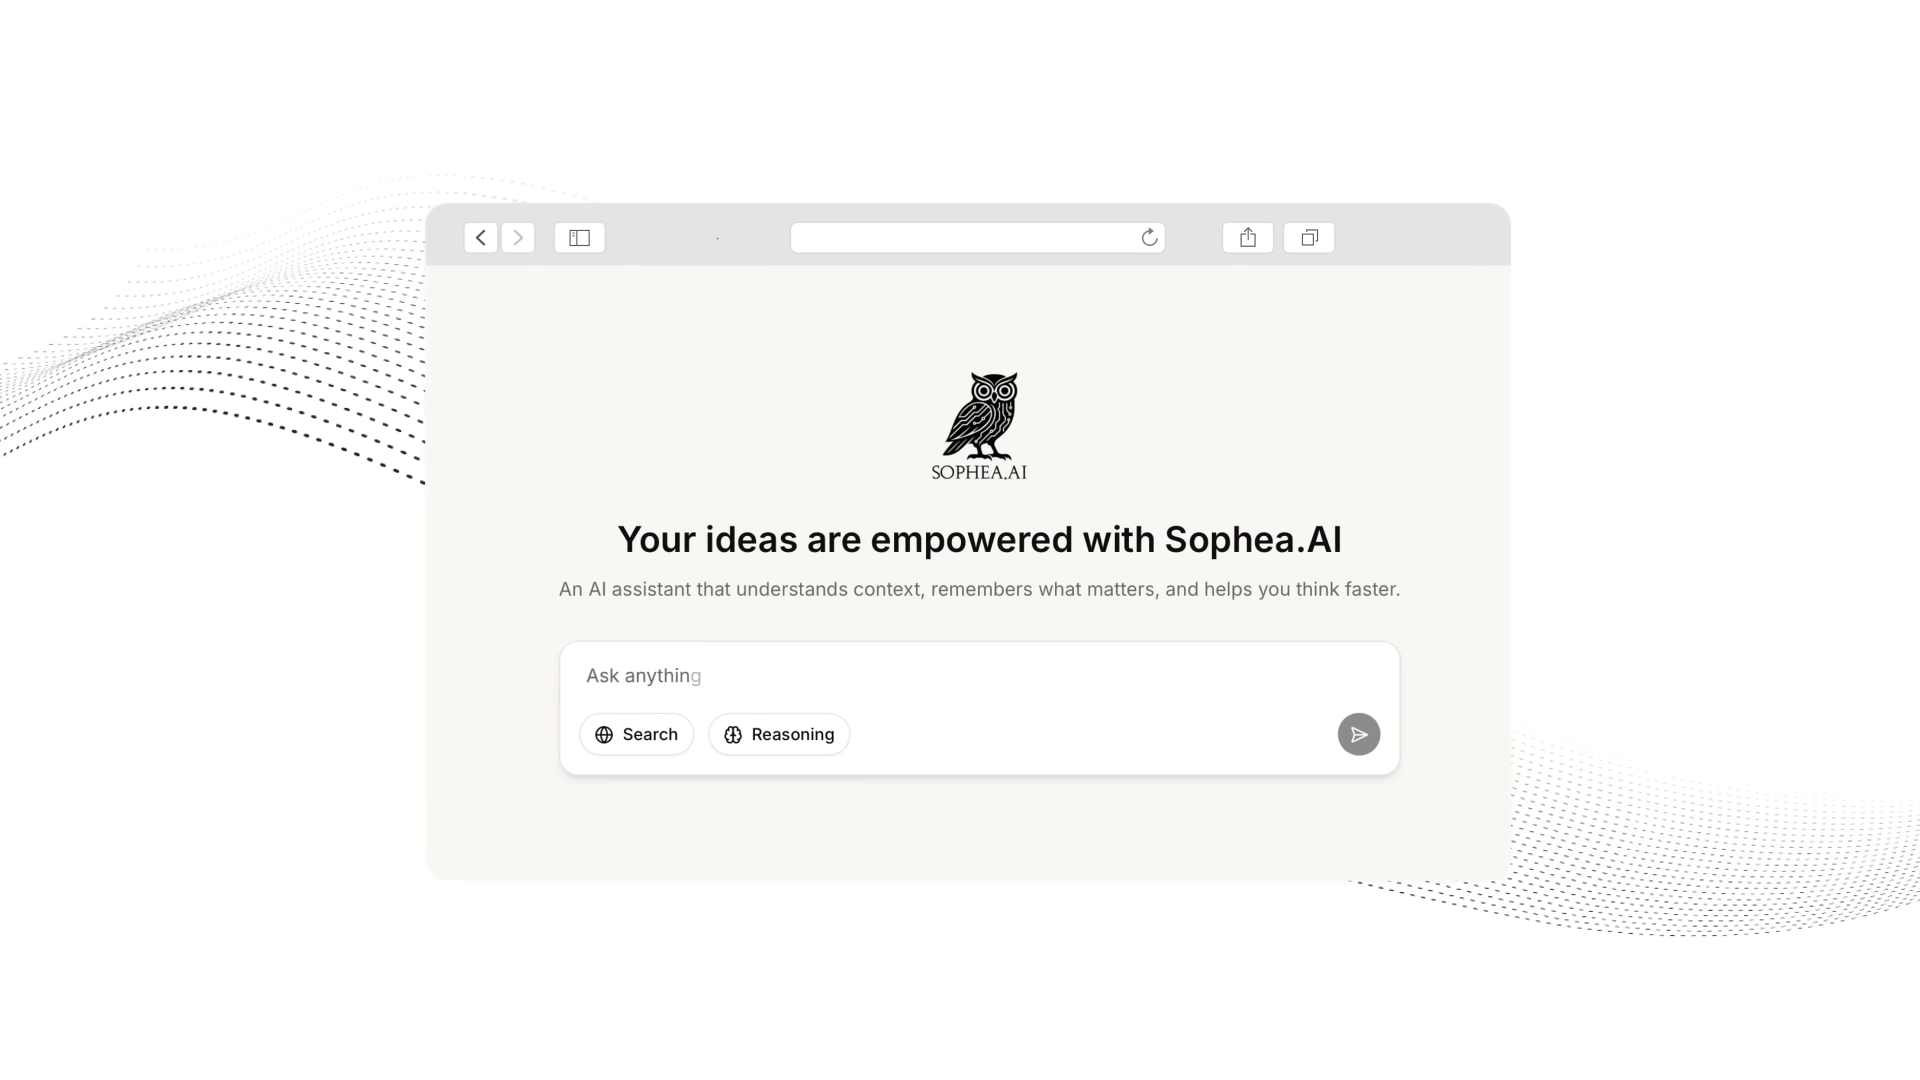 SOPHEA.AI
Your ideas are empowered with Sophea.AI
An AI assistant that understands context, remembers what matters, and helps you think faster.
Ask anything
Search
Reasoning